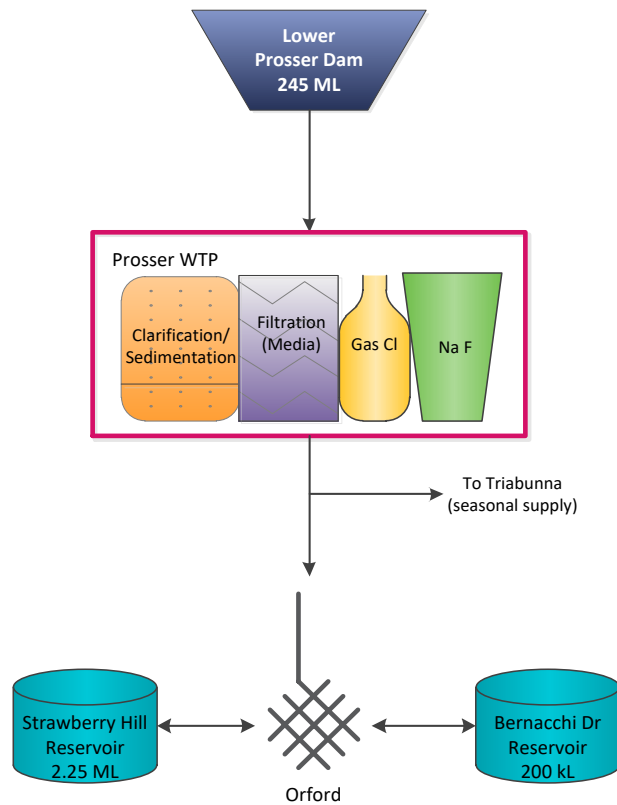 Lower
Prosser Dam
245 ML
Prosser WTP
Clarification/
Sedimentation
Filtration
(Media)
Gas Cl
Na F
To Triabunna
(seasonal supply)
Strawberry Hill
Reservoir
2.25 ML
Bernacchi Dr
Reservoir
200 kL
Orford